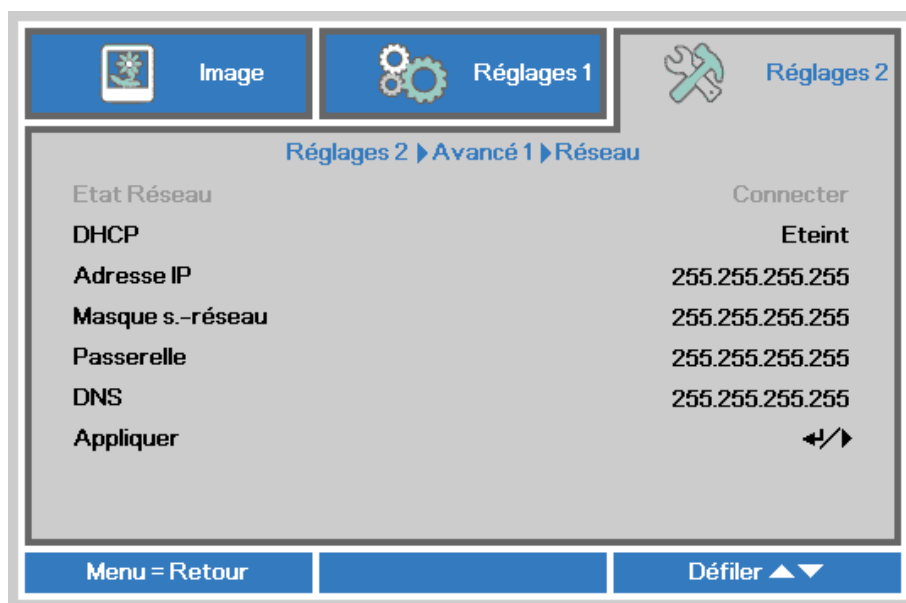 Image
Réglages 1
Réglages 2
Réglages 2 ▶ Avancé 1 ▶ Réseau
Etat Réseau Connecter
DHCP Eteint
Adresse IP 255.255.255.255
Masque s.-réseau 255.255.255.255
Passerelle 255.255.255.255
DNS 255.255.255.255
Appliquer ↵/▶
Menu = Retour
Défiler ▲▼